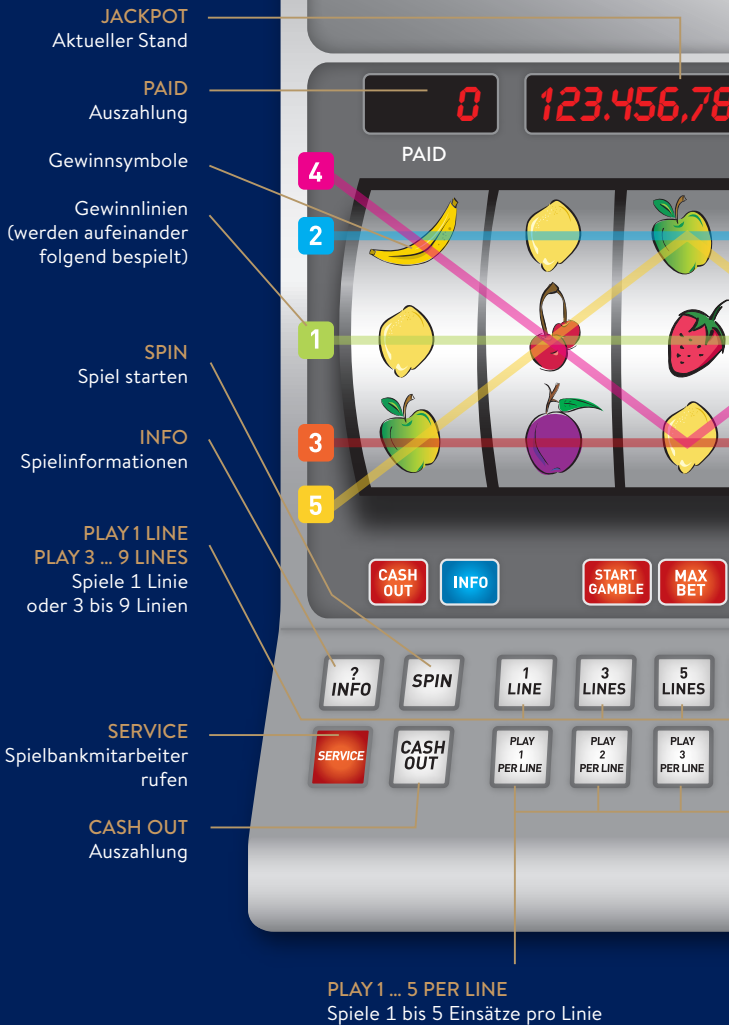 JACKPOT
Aktueller Stand
PAID
Auszahlung
Gewinnsymbole
Gewinnlinien
(werden aufeinander
folgend bespielt)
SPIN
Spiel starten
INFO
Spielinformationen
PLAY 1 LINE
PLAY 3 ... 9 LINES
Spiele 1 Linie
oder 3 bis 9 Linien
SERVICE
Spielbankmitarbeiter
rufen
CASH OUT
Auszahlung
0
123.456,78
PAID
4
2
1
3
5
CASH
OUT
INFO
START
GAMBLE
MAX
BET
?
INFO
SPIN
1
LINE
3
LINES
5
LINES
SERVICE
CASH
OUT
PLAY
1
PER LINE
PLAY
2
PER LINE
PLAY
3
PER LINE
PLAY 1 ... 5 PER LINE
Spiele 1 bis 5 Einsätze pro Linie